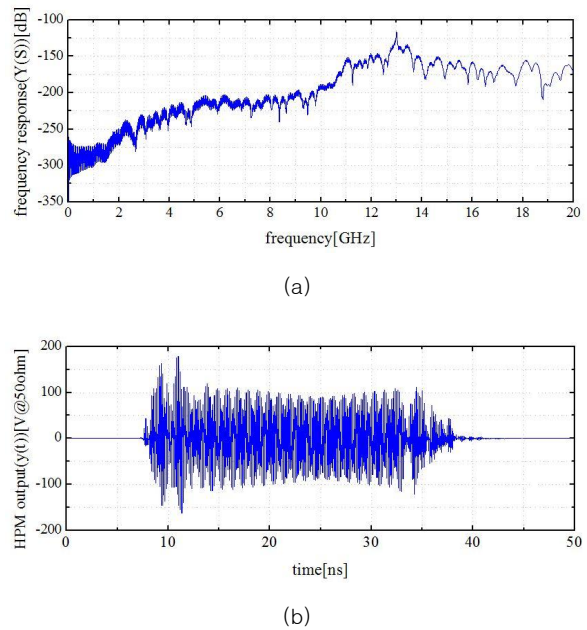 -100
-150
-200
-250
-300
-350
frequency response(Y(S))[dB]
0 2 4 6 8 10 12 14 16 18 20
frequency[GHz]
(a)
200
100
0
-100
-200
HPM output(y(t))[V@50ohm]
0 10 20 30 40 50
time[ns]
(b)